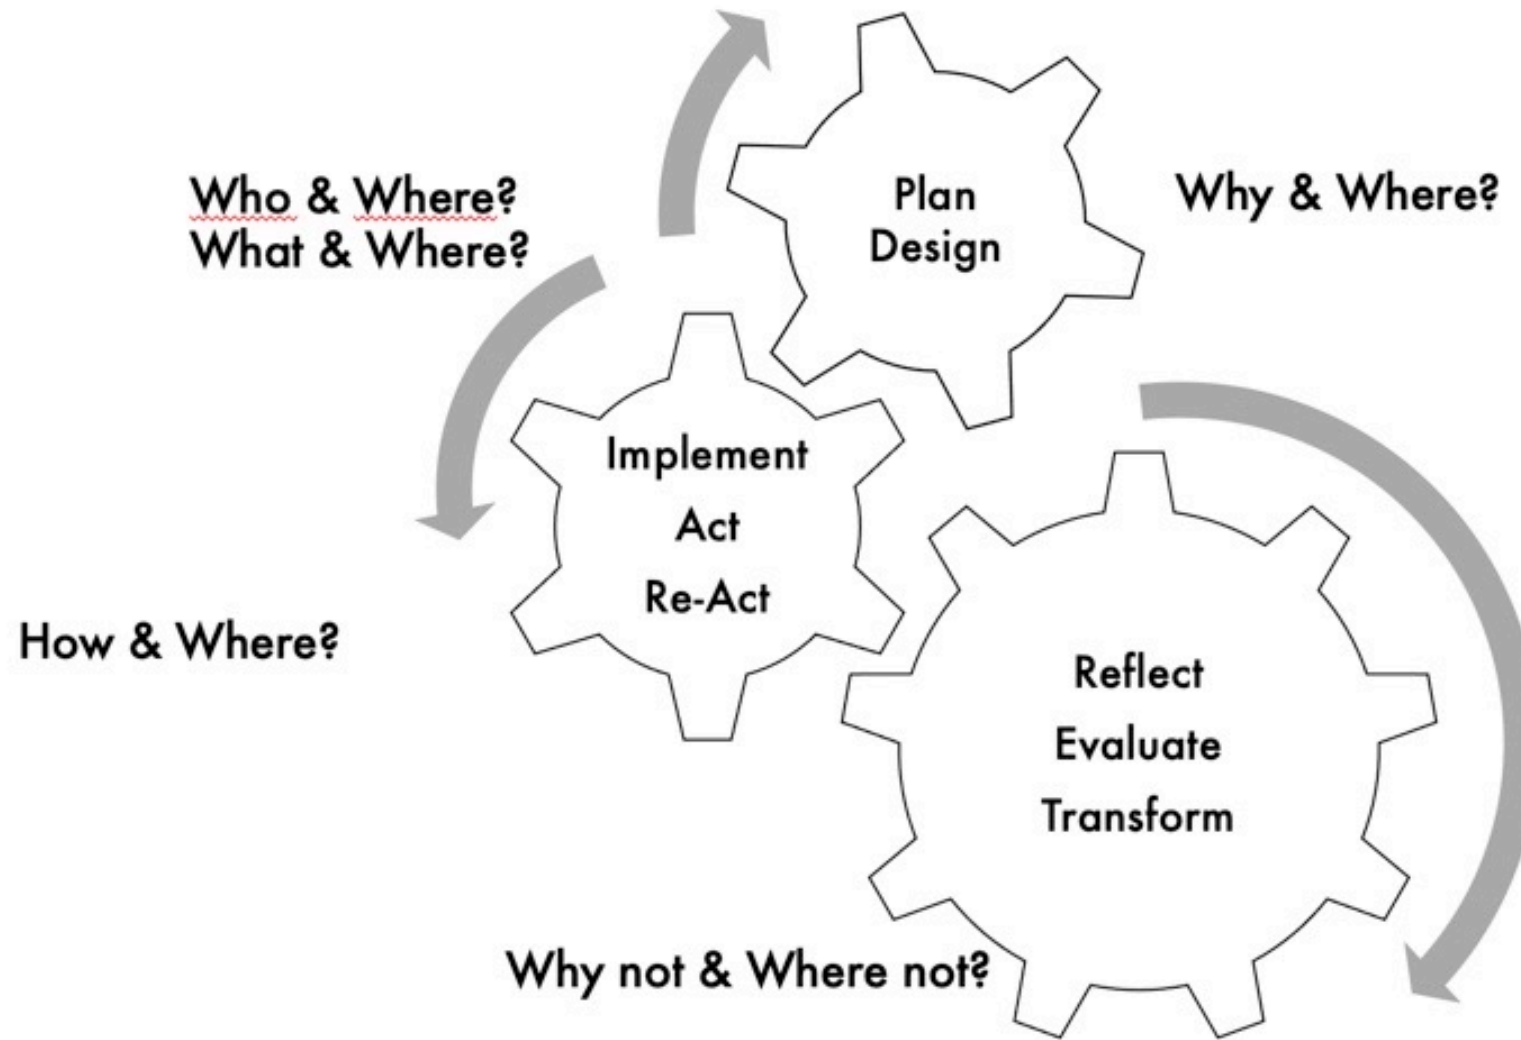 Who & Where?
What & Where?
Plan
Design
Why & Where?
Implement
Act
Re-Act
How & Where?
Reflect
Evaluate
Transform
Why not & Where not?